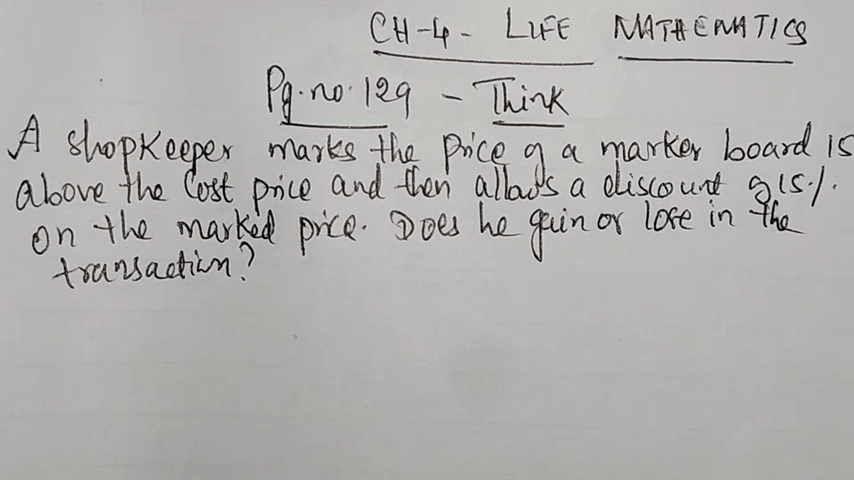 CH-4- LIFE MATHEMATICS
Pg.no.129 - Think
A shopkeeper marks the price of a marker board is
above the cost price and then allows a discount of 15%.
on the marked price. Does he gain or lose in the
transaction?